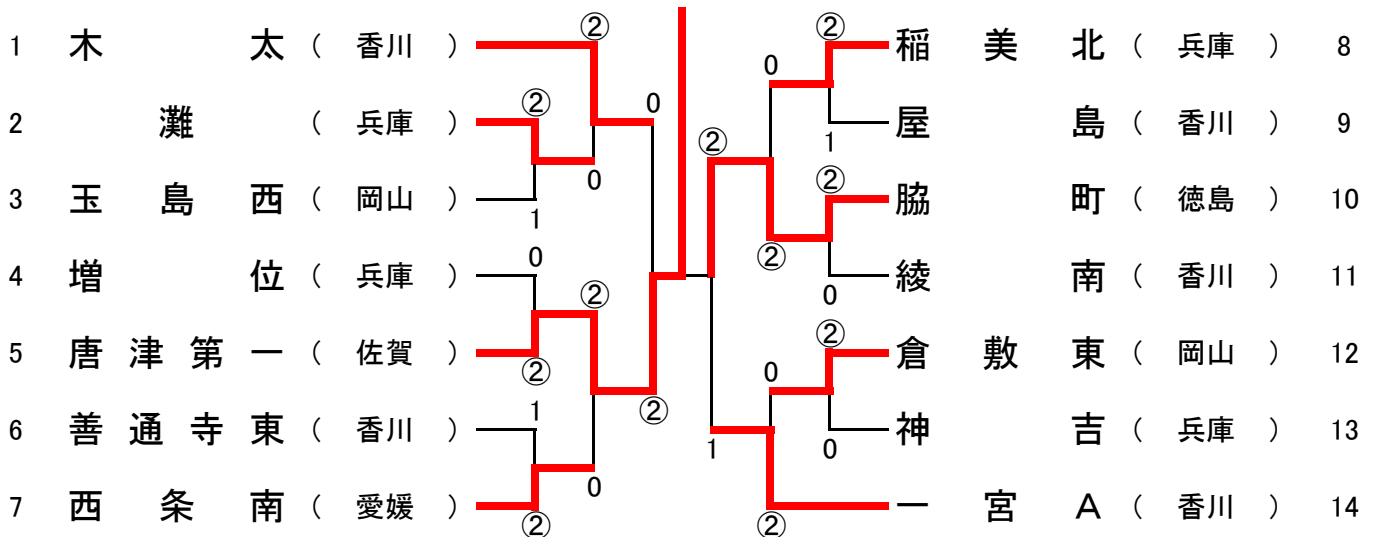 1 木太 ( 香川 ) ② ② 稲美北 ( 兵庫 ) 8
0
2 灘 ( 兵庫 ) ② 0 ② 1 屋島 ( 香川 ) 9
3 玉島西 ( 岡山 ) 1 0 ② ② 脇町 ( 徳島 ) 10
4 増位 ( 兵庫 ) 0 ② ② 0 綾南 ( 香川 ) 11
5 唐津第一 ( 佐賀 ) ② 0 ② 倉敷東 ( 岡山 ) 12
6 善通寺東 ( 香川 ) 1 ② 1 0 神吉 ( 兵庫 ) 13
7 西条南 ( 愛媛 ) ② 0 ② 一宮A ( 香川 ) 14